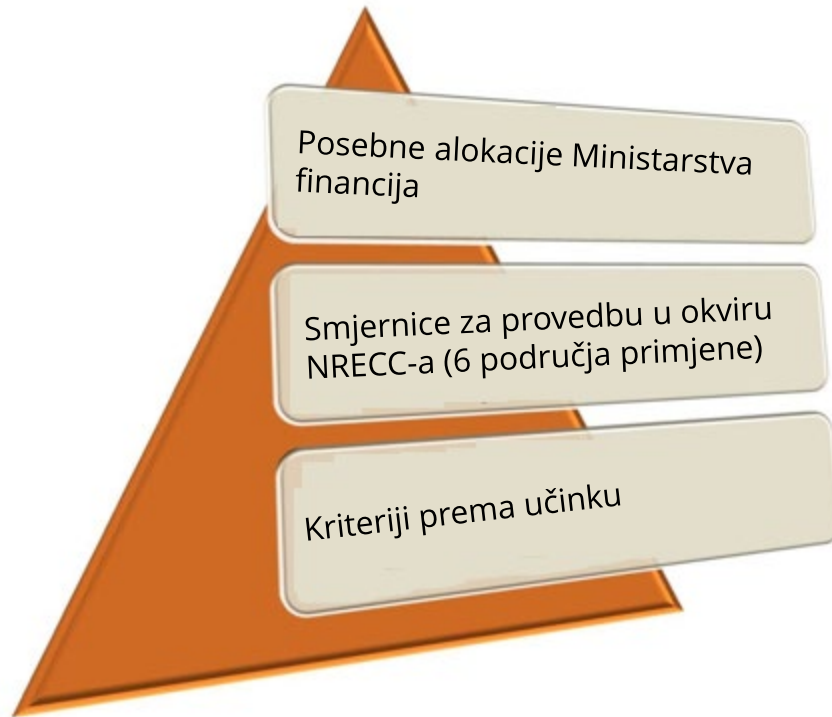 Posebne alokacije Ministarstva
financija
Smjernice za provedbu u okviru
NRECC-a (6 područja primjene)
Kriteriji prema učinku